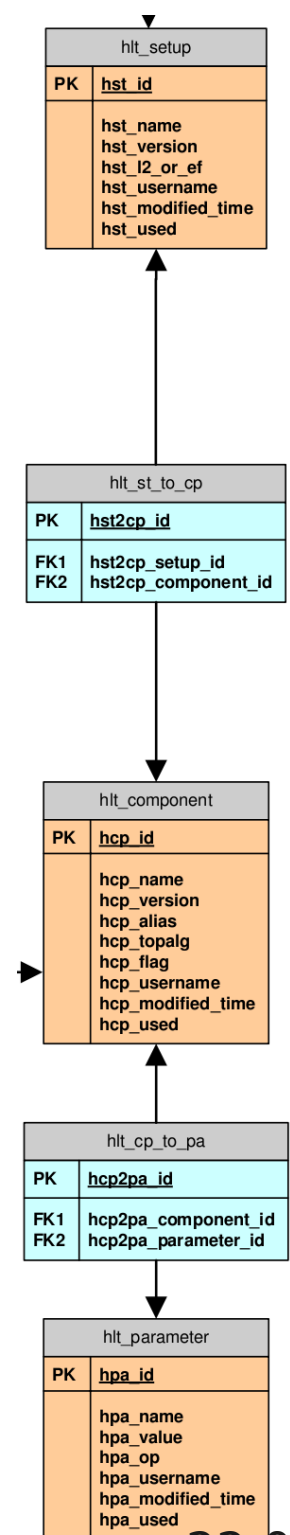 hlt_setup
PK hst_id
hst_name
hst_version
hst_l2_or_ef
hst_username
hst_modified_time
hst_used
hlt_st_to_cp
PK hst2cp_id
FK1 hst2cp_setup_id
FK2 hst2cp_component_id
hlt_component
PK hcp_id
hcp_name
hcp_version
hcp_alias
hcp_topalg
hcp_flag
hcp_username
hcp_modified_time
hcp_used
hlt_cp_to_pa
PK hcp2pa_id
FK1 hcp2pa_component_id
FK2 hcp2pa_parameter_id
hlt_parameter
PK hpa_id
hpa_name
hpa_value
hpa_op
hpa_username
hpa_modified_time
hpa_used